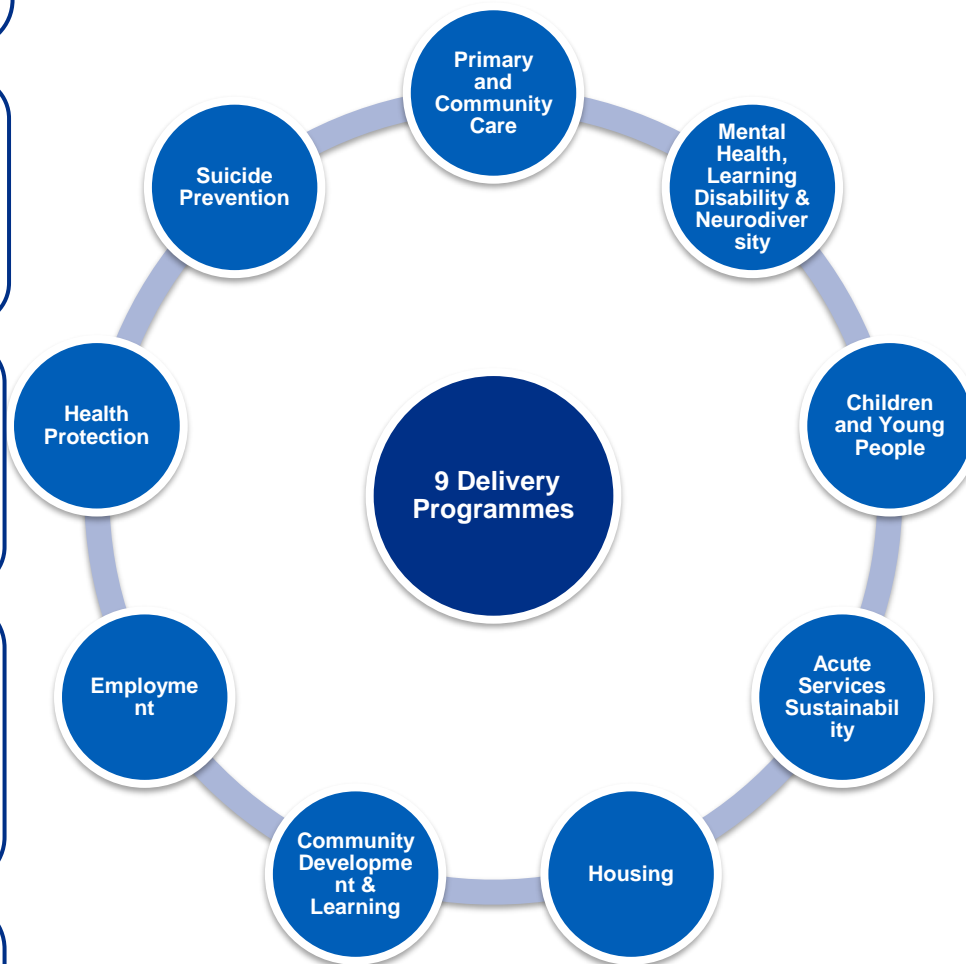 Primary
and
Community
Care
Mental
Health,
Learning
Disability &
Neurodiver
sity
Children
and Young
People
Acute
Services
Sustainabil
ity
Housing
Community
Developme
nt &
Learning
Employme
nt
Health
Protection
Suicide
Prevention
9 Delivery
Programmes